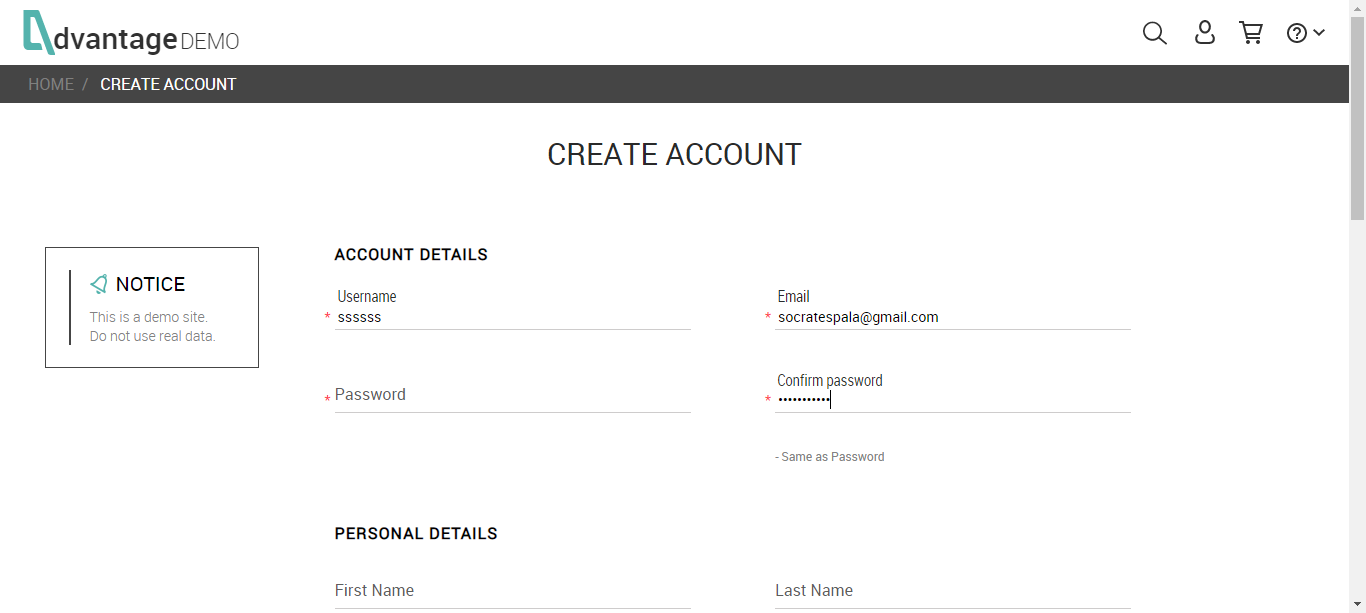 dvantage DEMO
HOME / CREATE ACCOUNT
CREATE ACCOUNT
NOTICE
This is a demo site.
Do not use real data.
ACCOUNT DETAILS
Username
* ssssss
Email
* socratespala@gmail.com
* Password
Confirm password
* •••••••••••
- Same as Password
PERSONAL DETAILS
First Name
Last Name